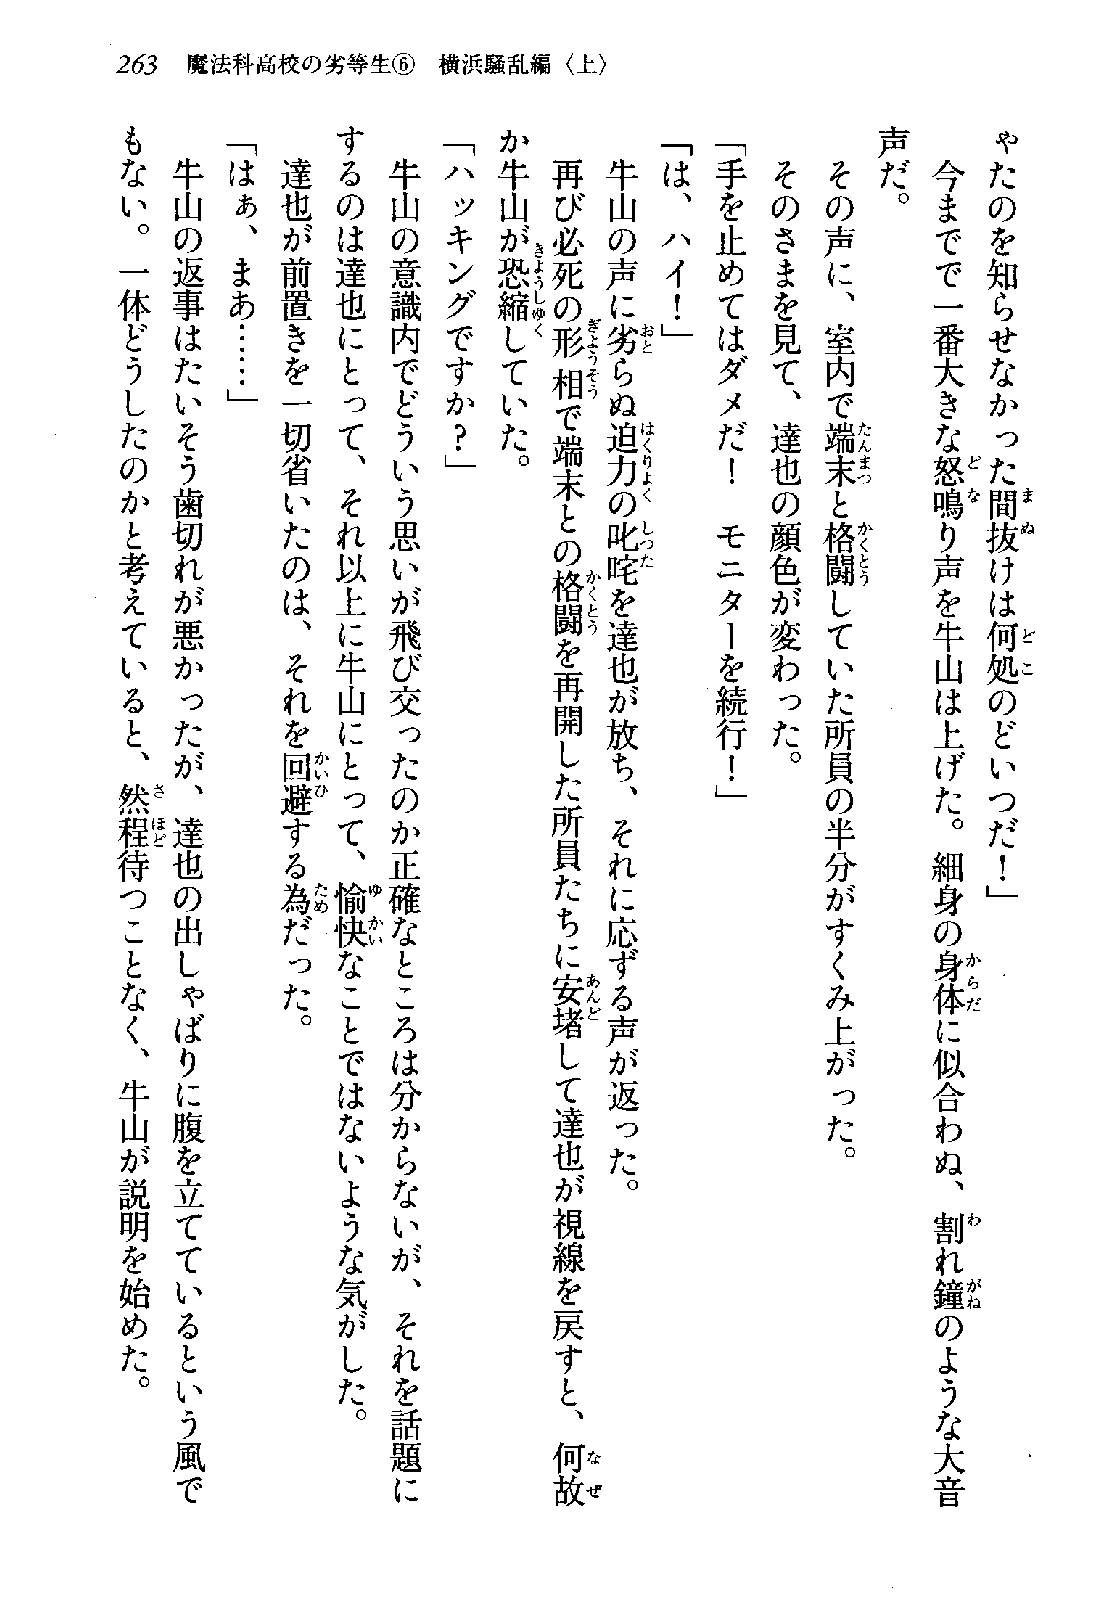 263 魔法科高校の劣等生⑥ 横浜騒乱編〈上〉
やたのを知らせなかった間抜けは何処のどいつだ！」
今までで一番大きな怒鳴り声を牛山は上げた。細身の身体に似合わぬ、割れ鐘のような大音
声だ。
その声に、室内で端末と格闘していた所員の半分がすくみ上がった。
そのさまを見て、達也の顔色が変わった。
「手を止めてはダメだ！　モニターを続行！」
「は、ハイ！」
牛山の声に劣らぬ迫力の叱咤を達也が放ち、それに応ずる声が返った。
再び必死の形相で端末との格闘を再開した所員たちに安堵して達也が視線を戻すと、何故
か牛山が恐縮していた。
「ハッキングですか？」
牛山の意識内でどういう思いが飛び交ったのか正確なところは分からないが、それを話題に
するのは達也にとって、それ以上に牛山にとって、愉快なことではないような気がした。
達也が前置きを一切省いたのは、それを回避する為だった。
「はぁ、まあ……」
牛山の返事はたいそう歯切れが悪かったが、達也の出しゃばりに腹を立てているという風で
もない。一体どうしたのかと考えていると、然程待つことなく、牛山が説明を始めた。